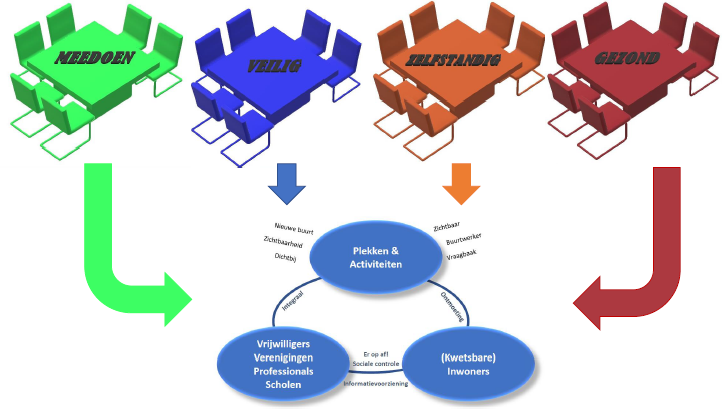 MEEDOEN
VEILIG
ZELFSTANDIG
GEZOND
Nieuwe buurt
Zichtbaarheid
Dichtbij
Plekken &
Activiteiten
Zichtbaar
Buurtwerker
Vraagbaak
Integraal
Ontmoeting
Vrijwilligers
Verenigingen
Professionals
Scholen
Er op af!
Sociale controle
Informatievoorziening
(Kwetsbare)
Inwoners